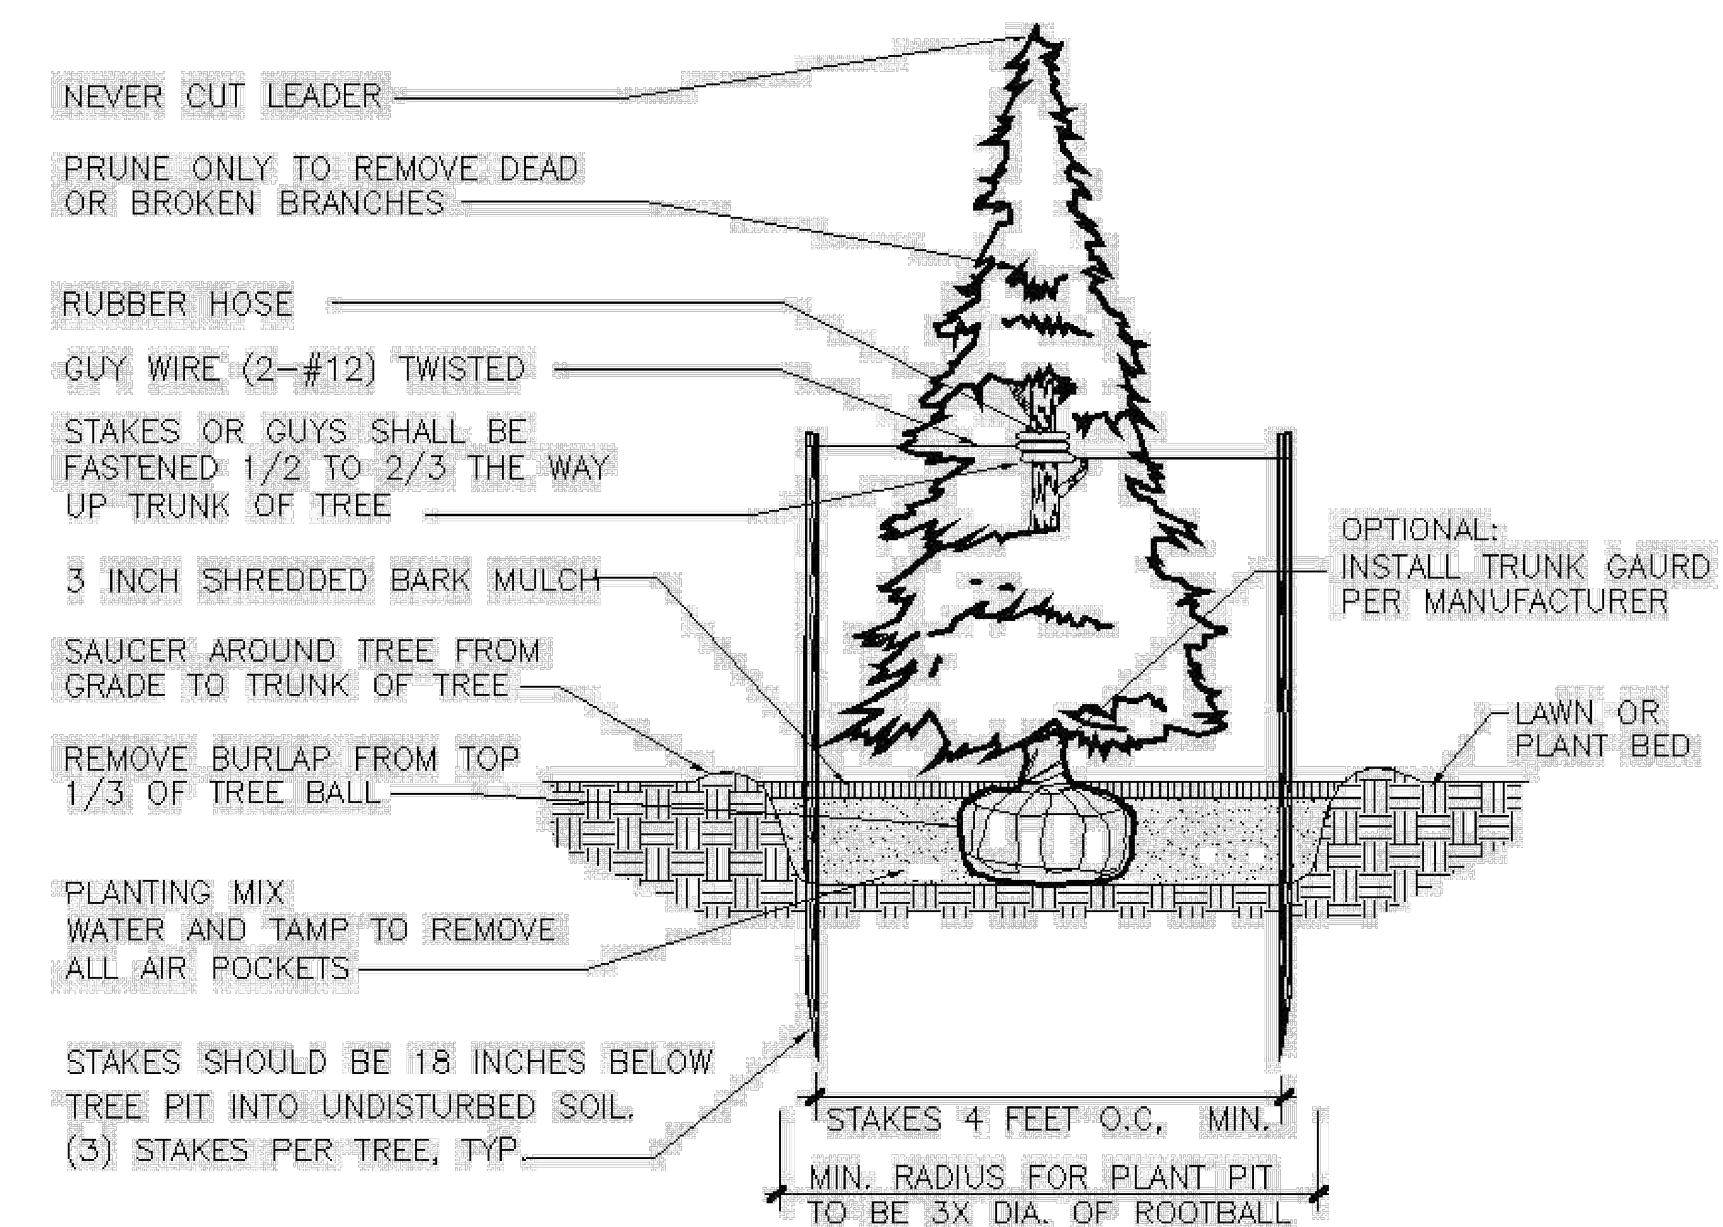 NEVER CUT LEADER
PRUNE ONLY TO REMOVE DEAD
OR BROKEN BRANCHES
RUBBER HOSE
GUY WIRE (2-#12) TWISTED
STAKES OR GUYS SHALL BE
FASTENED 1/2 TO 2/3 THE WAY
UP TRUNK OF TREE
3 INCH SHREDDED BARK MULCH
SAUCER AROUND TREE FROM
GRADE TO TRUNK OF TREE
REMOVE BURLAP FROM TOP
1/3 OF TREE BALL
PLANTING MIX
WATER AND TAMP TO REMOVE
ALL AIR POCKETS
STAKES SHOULD BE 18 INCHES BELOW
TREE PIT INTO UNDISTURBED SOIL.
(3) STAKES PER TREE, TYP.
OPTIONAL:
INSTALL TRUNK GAURD
PER MANUFACTURER
LAWN OR
PLANT BED
STAKES 4 FEET O.C, MIN.
MIN. RADIUS FOR PLANT PIT
TO BE 3X DIA. OF ROOTBALL